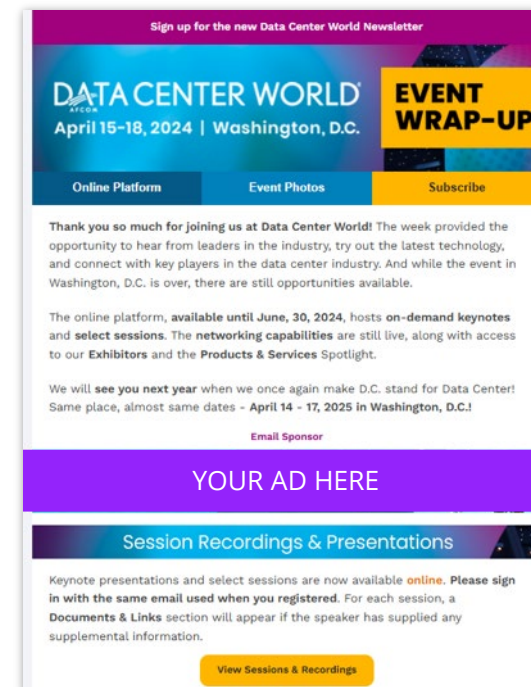 Sign up for the new Data Center World Newsletter
DATA CENTER WORLD®
AFCOM
EVENT
WRAP-UP
April 15-18, 2024 | Washington, D.C.
Online Platform
Event Photos
Subscribe
Thank you so much for joining us at Data Center World! The week provided the
opportunity to hear from leaders in the industry, try out the latest technology,
and connect with key players in the data center industry. And while the event in
Washington, D.C. is over, there are still opportunities available.
The online platform, available until June, 30, 2024, hosts on-demand keynotes
and select sessions. The networking capabilities are still live, along with access
to our Exhibitors and the Products & Services Spotlight.
We will see you next year when we once again make D.C. stand for Data Center!
Same place, almost same dates - April 14 - 17, 2025 in Washington, D.C.!
Email Sponsor
YOUR AD HERE
Session Recordings & Presentations
Keynote presentations and select sessions are now available online. Please sign
in with the same email used when you registered. For each session, a
Documents & Links section will appear if the speaker has supplied any
supplemental information.
View Sessions & Recordings